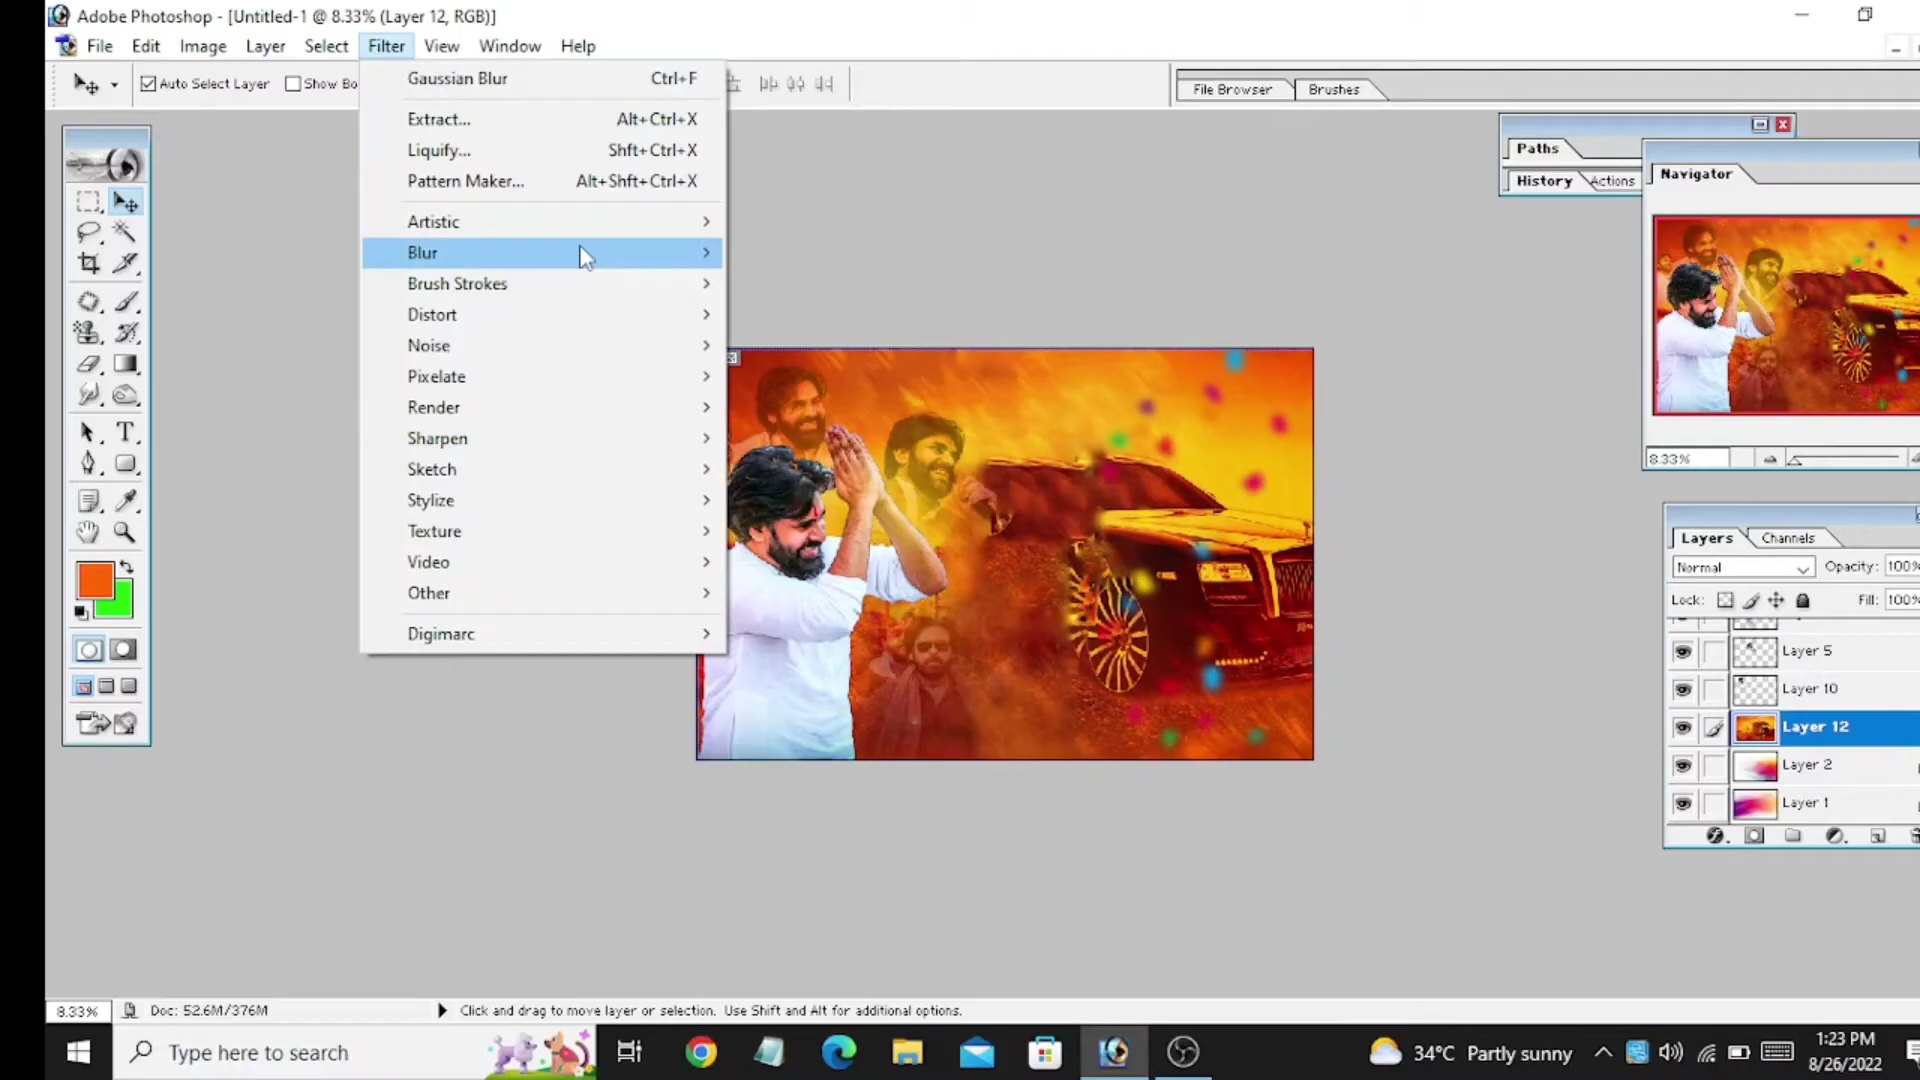 Adobe Photoshop - [Untitled-1 @ 8.33% (Layer 12, RGB)]
File Edit Image Layer Select Filter View Window Help
Auto Select Layer Show Bo
File Browser Brushes
Gaussian Blur Ctrl+F
Extract... Alt+Ctrl+X
Liquify... Shft+Ctrl+X
Pattern Maker... Alt+Shft+Ctrl+X
Artistic
Blur
Brush Strokes
Distort
Noise
Pixelate
Render
Sharpen
Sketch
Stylize
Texture
Video
Other
Digimarc
Paths
History Actions
Navigator
8.33%
Layers Channels
Normal Opacity: 100%
Lock: Fill: 100%
Layer 5
Layer 10
Layer 12
Layer 2
Layer 1
8.33% Doc: 52.6M/376M Click and drag to move layer or selection. Use Shift and Alt for additional options.
Type here to search
34°C Partly sunny
1:23 PM
8/26/2022